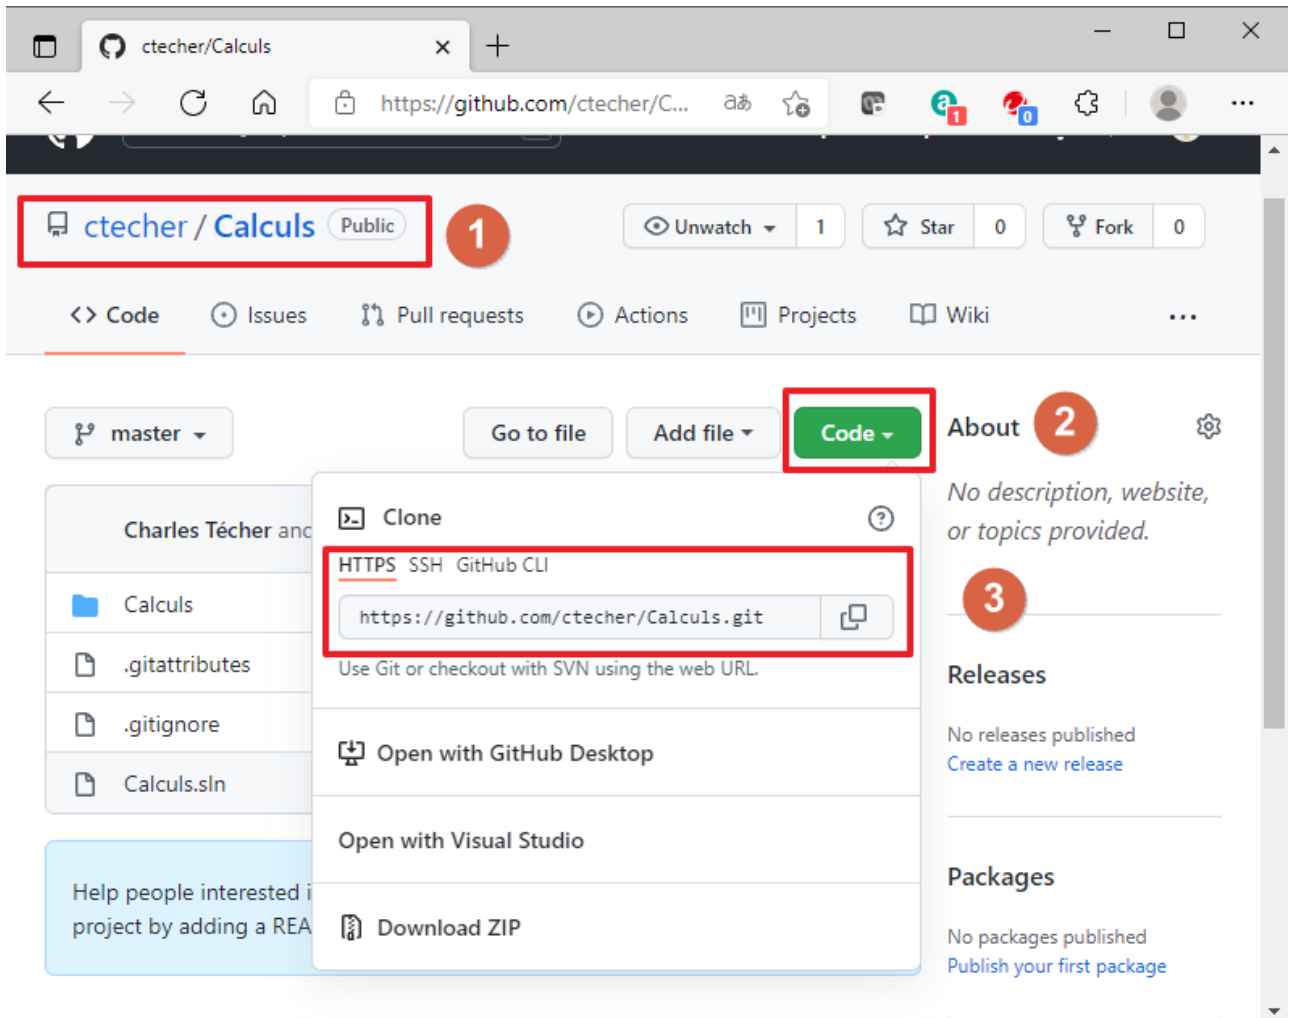 ctecher/Calculs
https://github.com/ctecher/C... aあ
1 0
ctecher / Calculs Public 1 Unwatch 1 Star 0 Fork 0
Code Issues Pull requests Actions Projects Wiki ...
master Go to file Add file Code About 2
No description, website,
or topics provided.
Charles Técher and
Clone
HTTPS SSH GitHub CLI
https://github.com/ctecher/Calculs.git
Use Git or checkout with SVN using the web URL.
Open with GitHub Desktop
Open with Visual Studio
Download ZIP
Calculs
.gitattributes
.gitignore
Calculs.sln
Help people interested i
project by adding a REA
3
Releases
No releases published
Create a new release
Packages
No packages published
Publish your first package